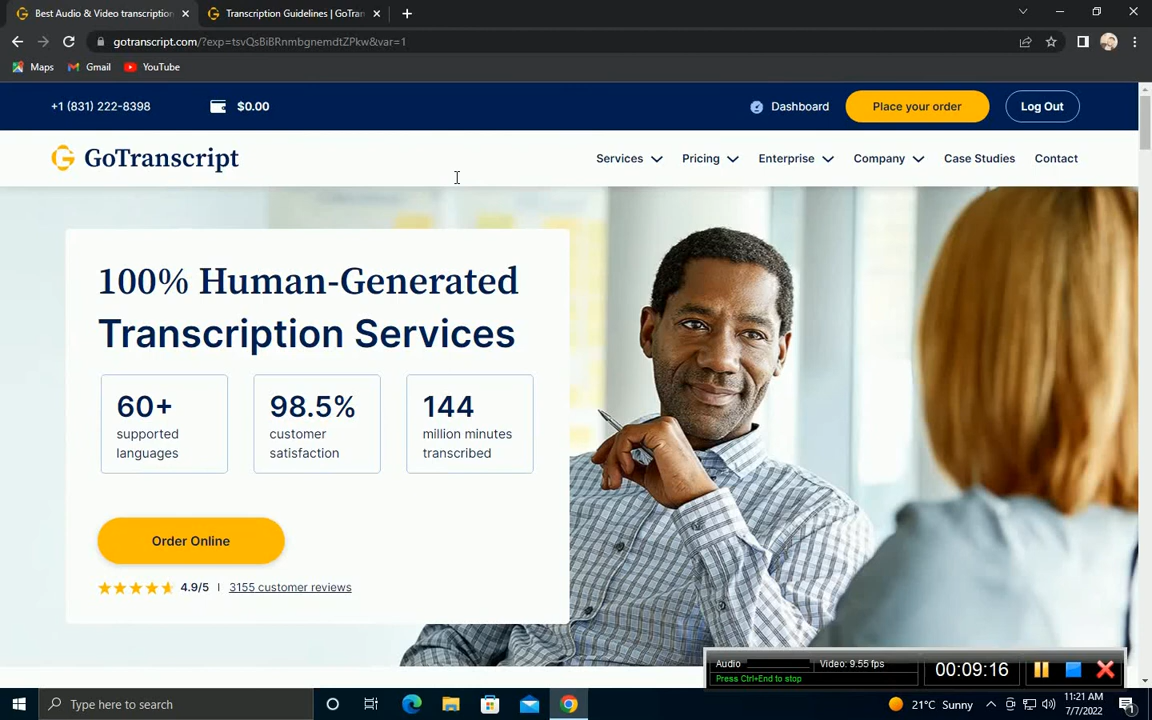 Best Audio & Video transcription
Transcription Guidelines | GoTran
gotranscript.com/?exp=tsvQsBiBRnmbgnemdtZPkw&var=1
Maps
Gmail
YouTube
+1 (831) 222-8398
$0.00
Dashboard
Place your order
Log Out
GoTranscript
Services
Pricing
Enterprise
Company
Case Studies
Contact
100% Human-Generated
Transcription Services
60+
supported
languages
98.5%
customer
satisfaction
144
million minutes
transcribed
Order Online
4.9/5 | 3155 customer reviews
Audio
Video: 9.55 fps
Press Ctrl+End to stop
00:09:16
Type here to search
21°C Sunny
11:21 AM
7/7/2022
1